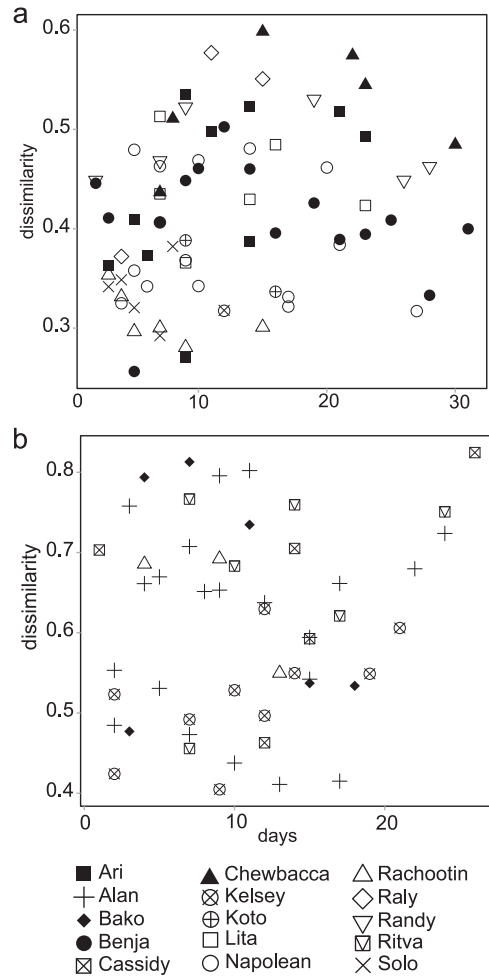 a
0.6
0.5
0.4
0.3
dissimilarity
0 10 20 30
b
0.8
0.7
0.6
0.5
0.4
dissimilarity
0 10 20
days
Ari Chewbacca Rachootin
Alan Kelsey Raly
Bako Koto Randy
Benja Lita Ritva
Cassidy Napolean Solo